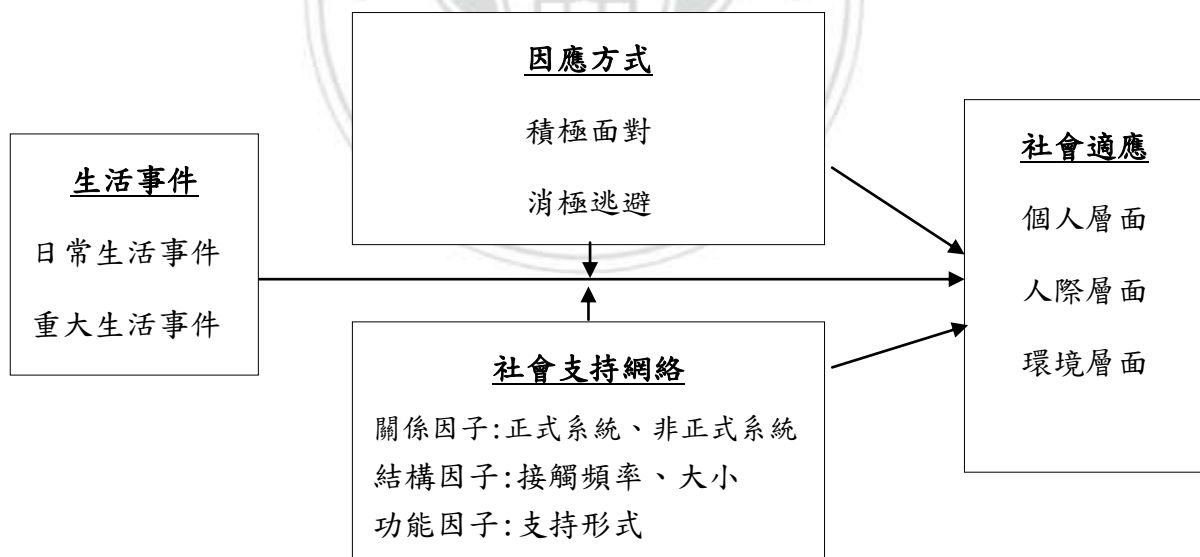 因應方式
積極面對
消極逃避
生活事件
日常生活事件
重大生活事件
社會適應
個人層面
人際層面
環境層面
社會支持網絡
關係因子:正式系統、非正式系統
結構因子:接觸頻率、大小
功能因子:支持形式